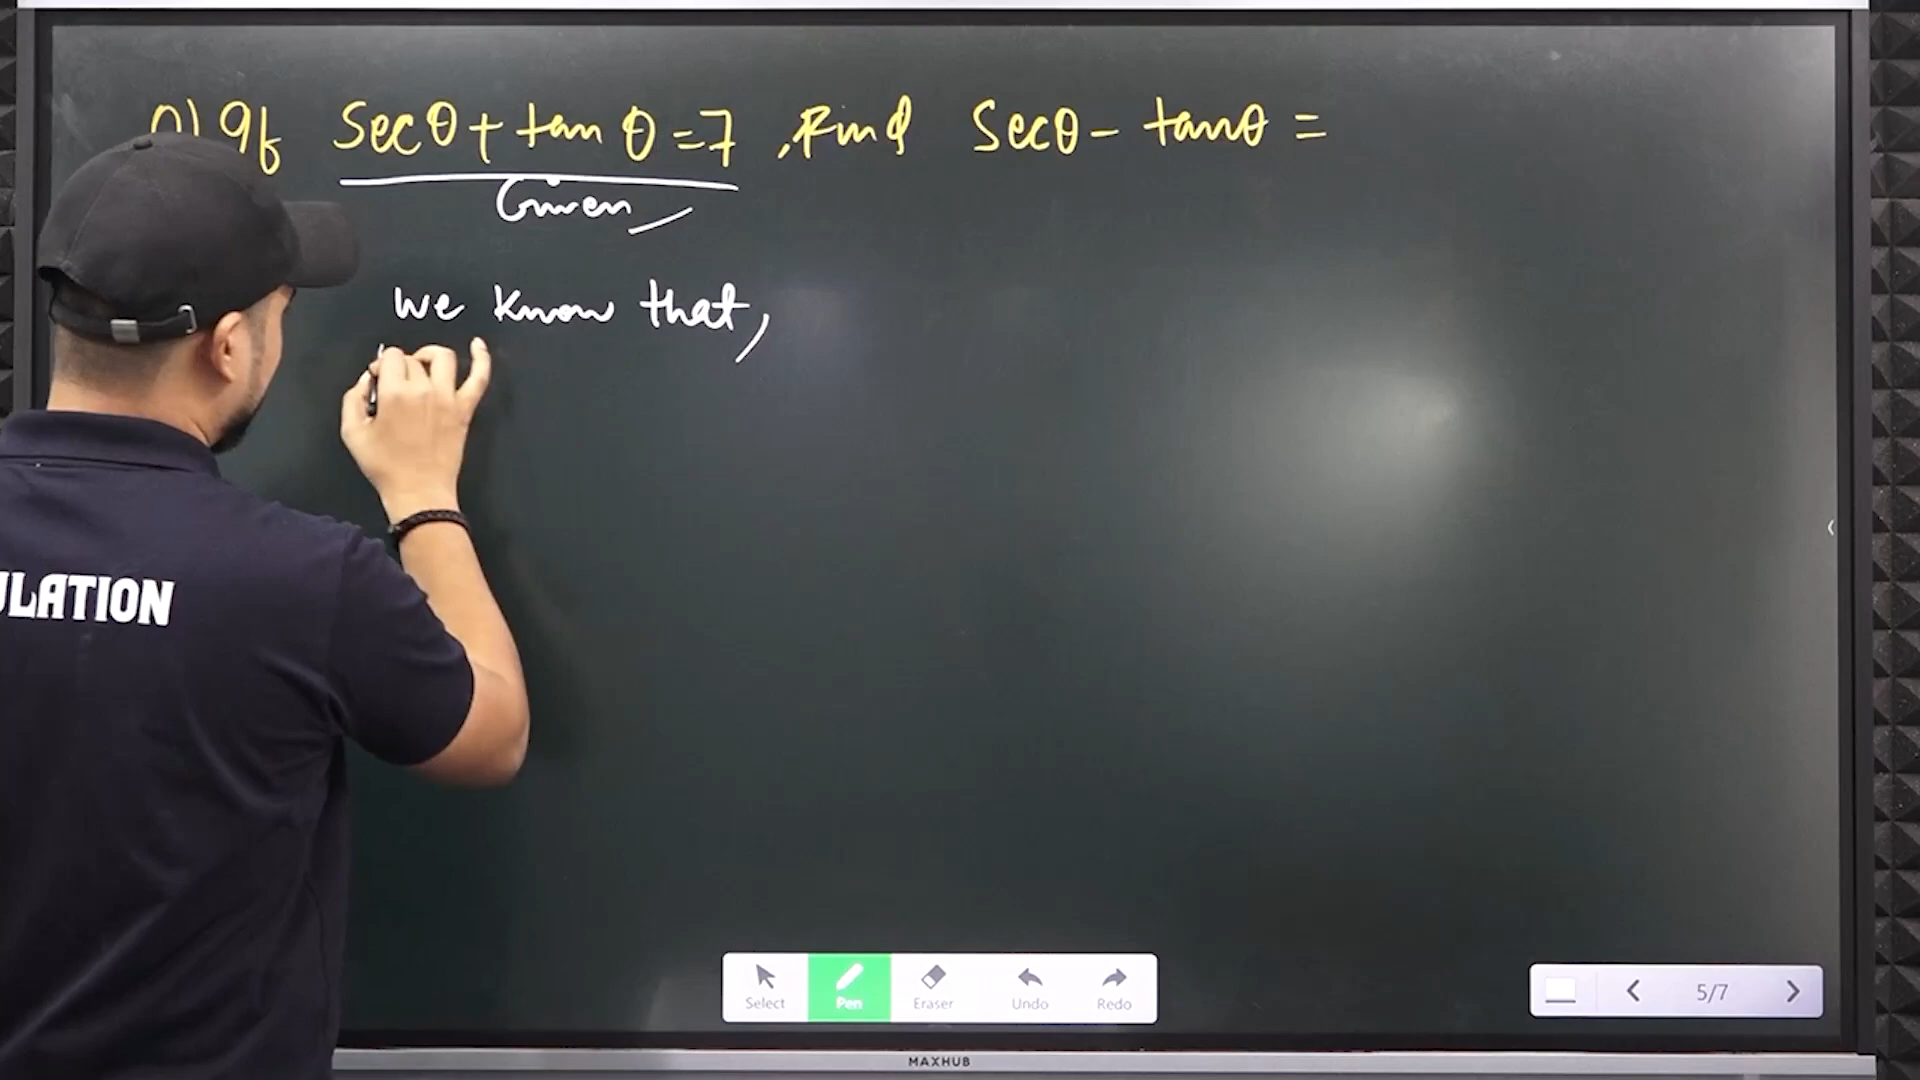 Q) If Secθ + tan θ = 7 , Find Secθ - tanθ =
Given
we know that,
ULATION
Select Pen Eraser Undo Redo
5/7
MAXHUB